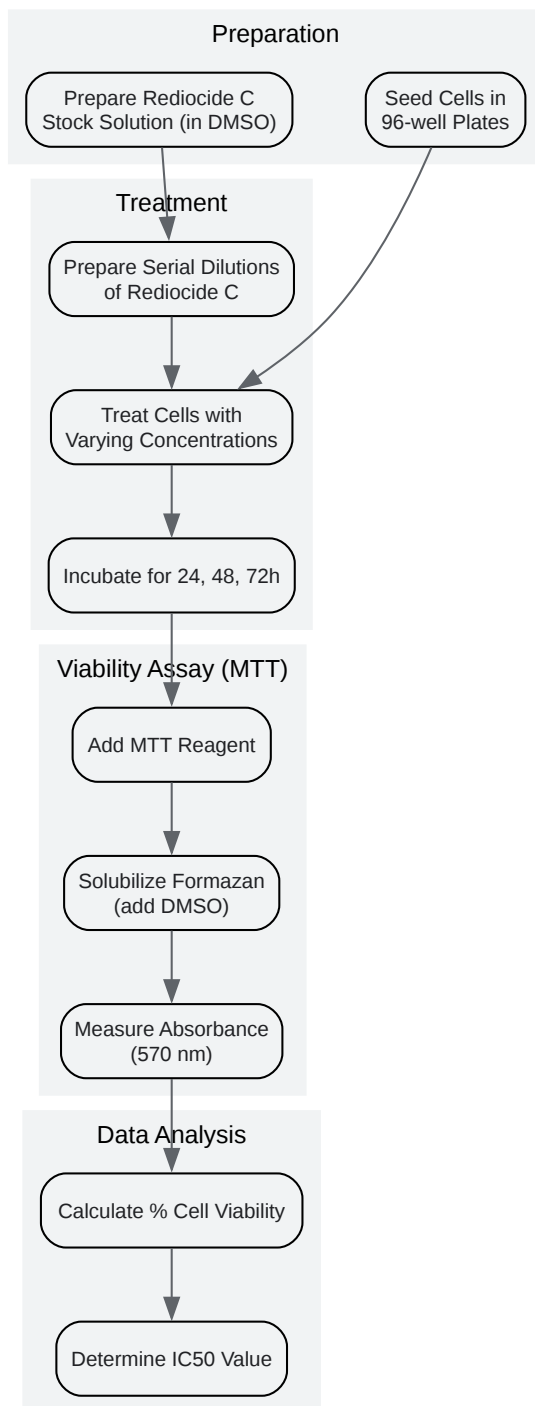 Preparation
Prepare Rediocide C
Stock Solution (in DMSO)
Seed Cells in
96-well Plates
Treatment
Prepare Serial Dilutions
of Rediocide C
Treat Cells with
Varying Concentrations
Incubate for 24, 48, 72h
Viability Assay (MTT)
Add MTT Reagent
Solubilize Formazan
(add DMSO)
Measure Absorbance
(570 nm)
Data Analysis
Calculate % Cell Viability
Determine IC50 Value